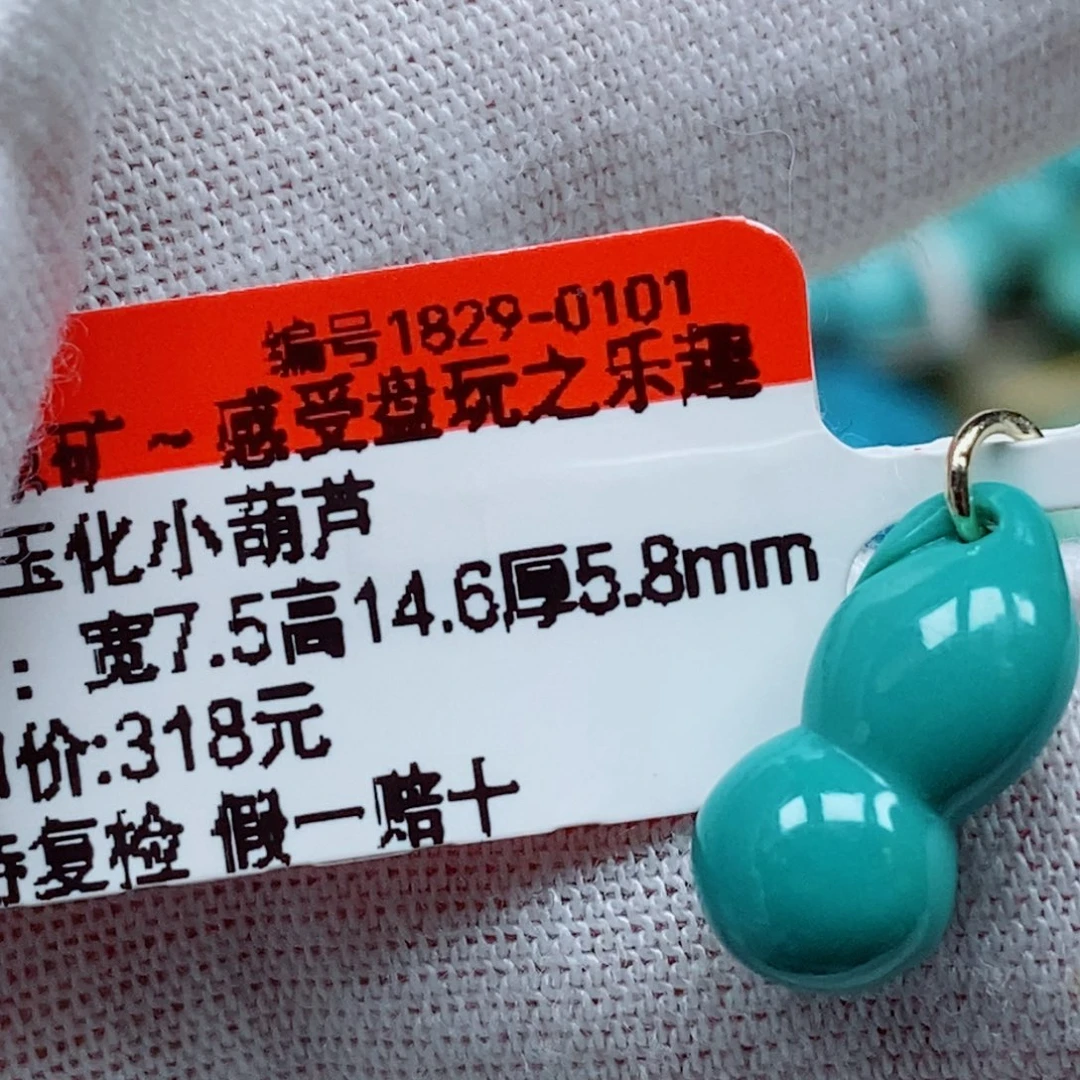 编号1829-0101
矿~感受盘玩之乐趣
玉化小葫芦
：宽7.5高14.6厚5.8mm
价:318元
复检 假一赔十